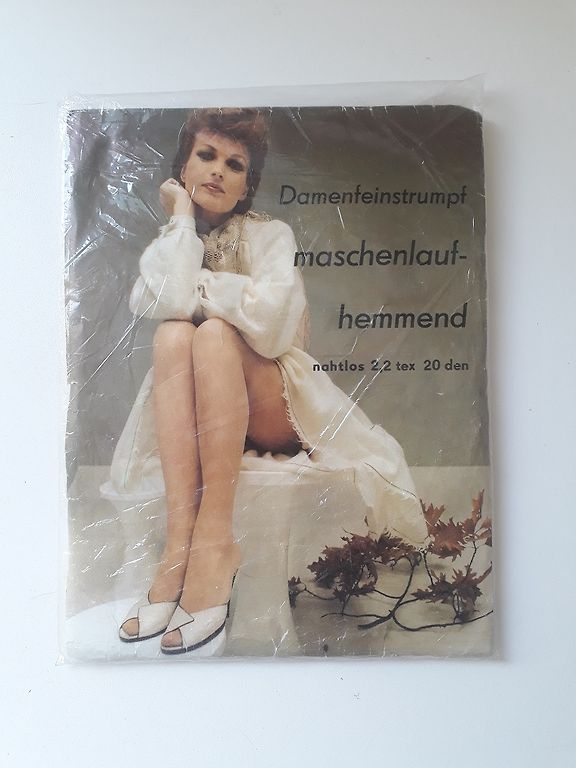 Damenfeinstrumpf
maschenlauf-
hemmend
nahtlos 2,2 tex 20 den